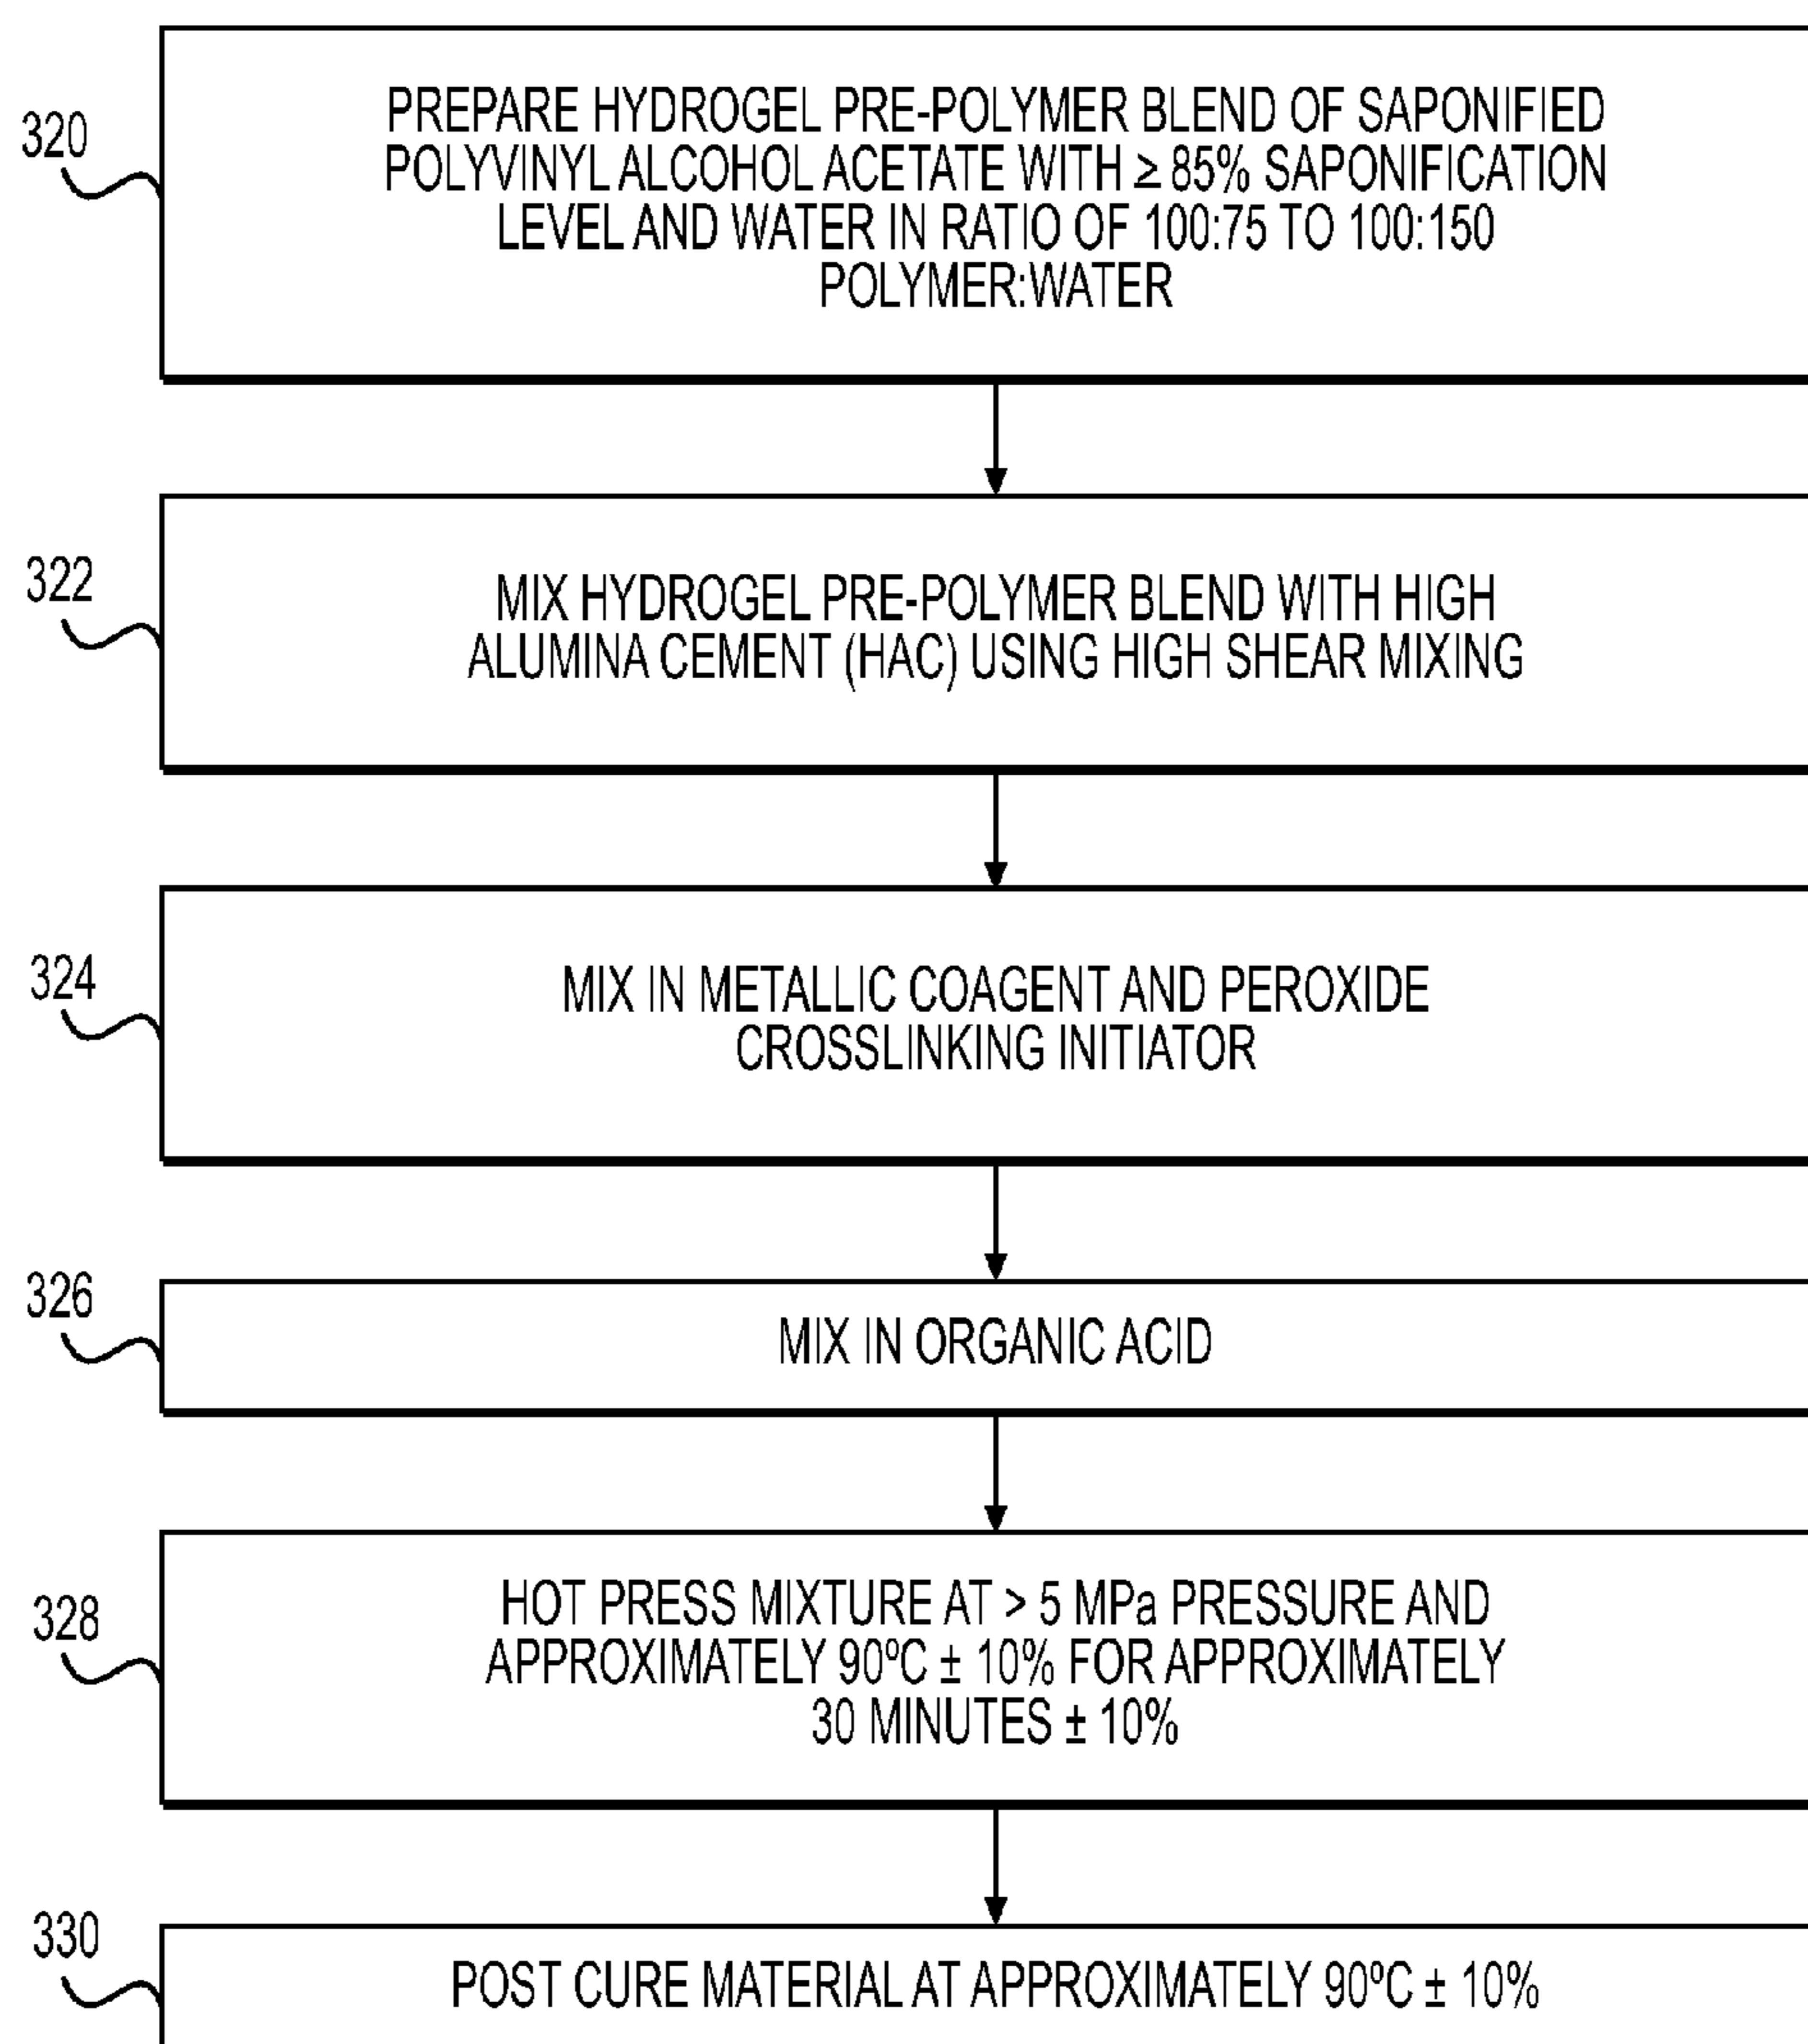 320
PREPARE HYDROGEL PRE-POLYMER BLEND OF SAPONIFIED
POLYVINYL ALCOHOL ACETATE WITH ≥ 85% SAPONIFICATION
LEVEL AND WATER IN RATIO OF 100:75 TO 100:150
POLYMER:WATER
322
MIX HYDROGEL PRE-POLYMER BLEND WITH HIGH
ALUMINA CEMENT (HAC) USING HIGH SHEAR MIXING
324
MIX IN METALLIC COAGENT AND PEROXIDE
CROSSLINKING INITIATOR
326
MIX IN ORGANIC ACID
328
HOT PRESS MIXTURE AT > 5 MPa PRESSURE AND
APPROXIMATELY 90ºC ± 10% FOR APPROXIMATELY
30 MINUTES ± 10%
330
POST CURE MATERIAL AT APPROXIMATELY 90ºC ± 10%